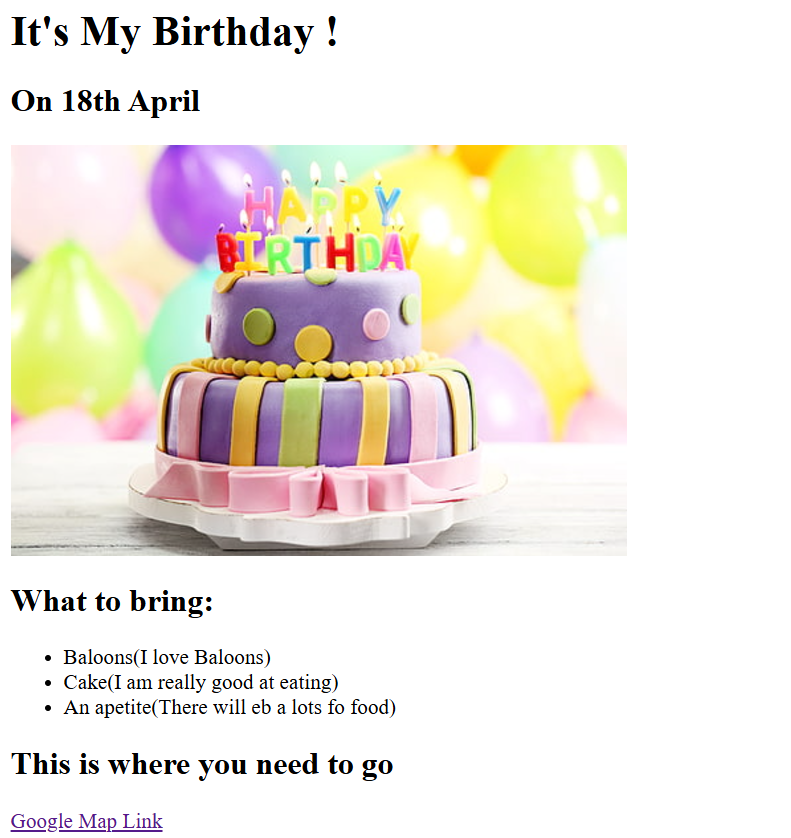 It's My Birthday !
On 18th April
HAPPY
BIRTHDAY
What to bring:
Baloons(I love Baloons)
Cake(I am really good at eating)
An apetite(There will eb a lots fo food)
This is where you need to go
Google Map Link